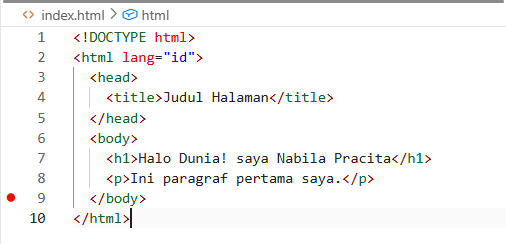 index.html > html
1 <!DOCTYPE html>
2 <html lang="id">
3   <head>
4     <title>Judul Halaman</title>
5   </head>
6   <body>
7     <h1>Halo Dunia! saya Nabila Pracita</h1>
8     <p>Ini paragraf pertama saya.</p>
9   </body>
10 </html>